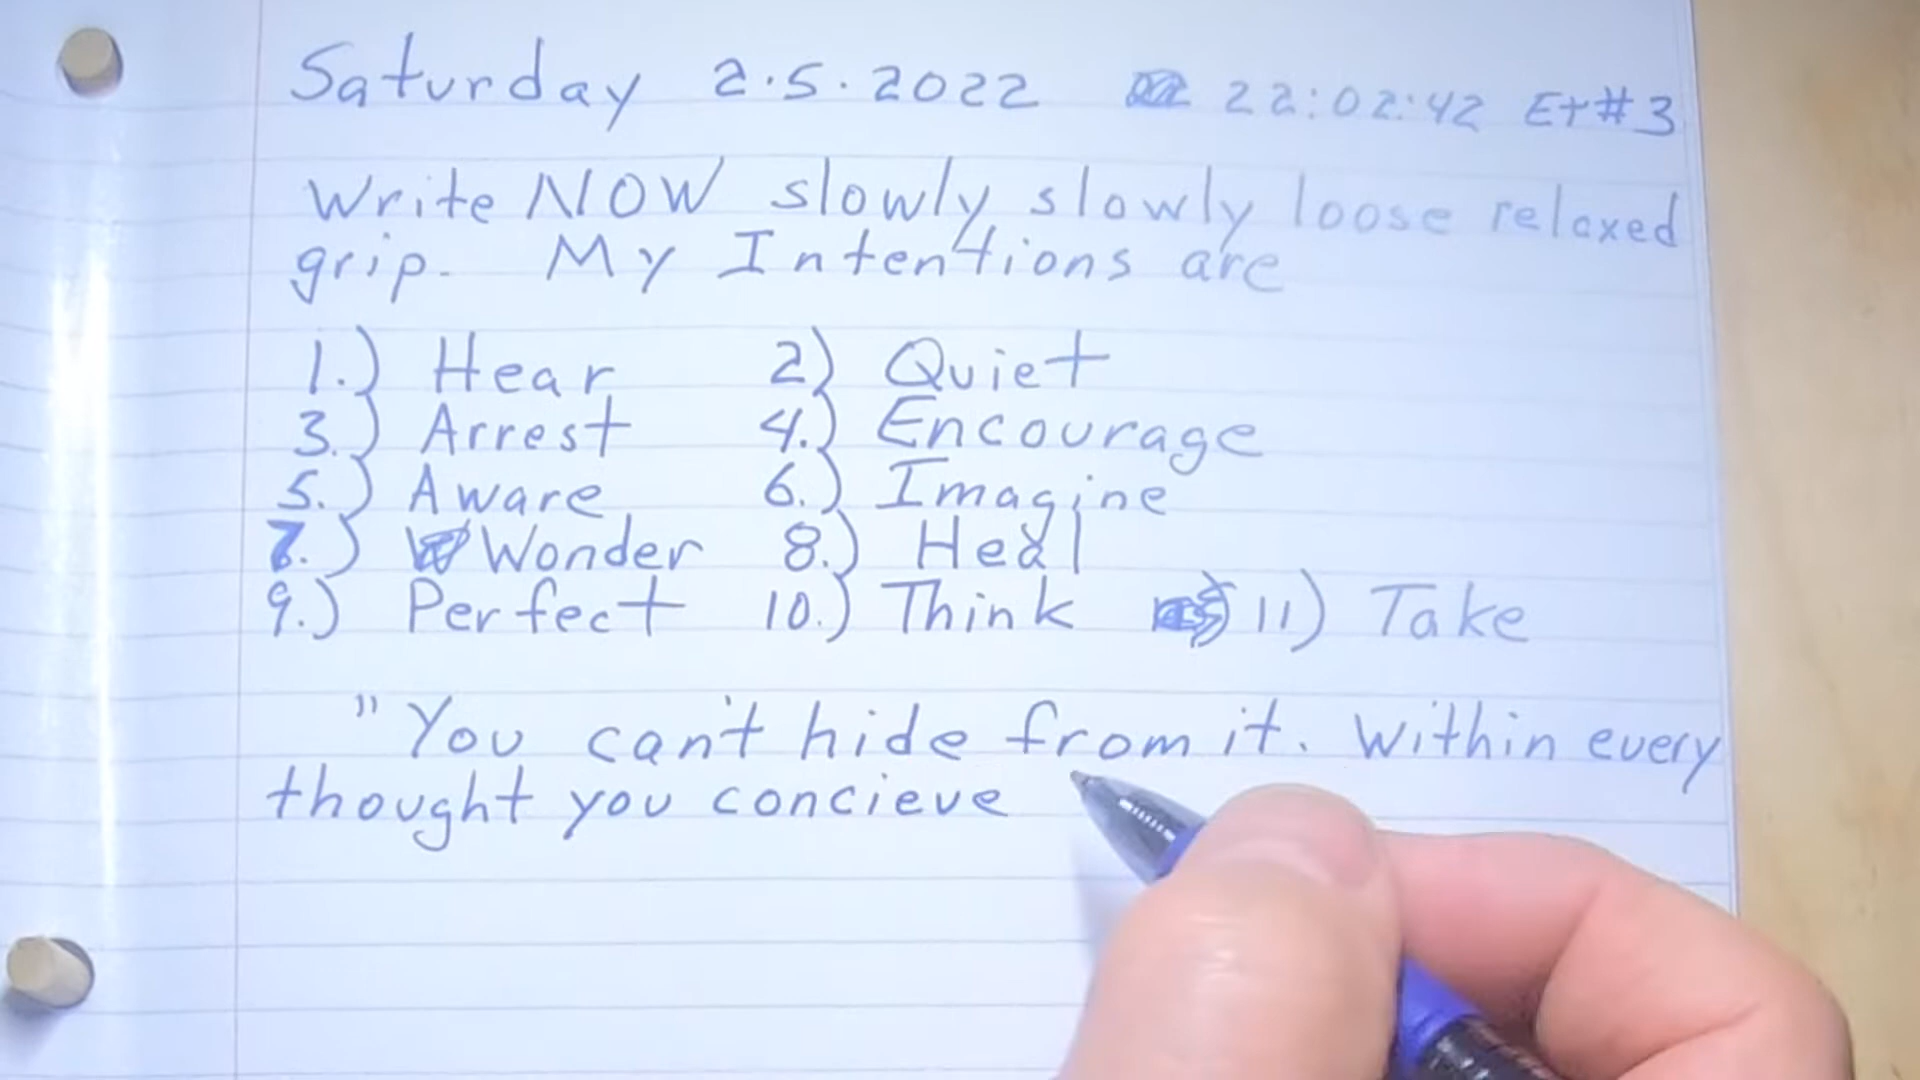 Saturday 2.5.2022 22:02:42 Et#3
Write NOW slowly slowly loose relaxed
grip. My Intentions are
1.) Hear 2) Quiet
3.) Arrest 4.) Encourage
5.) Aware 6.) Imagine
7.) Wonder 8.) Heal
9.) Perfect 10.) Think 11) Take
"You can't hide from it. Within every
thought you concieve